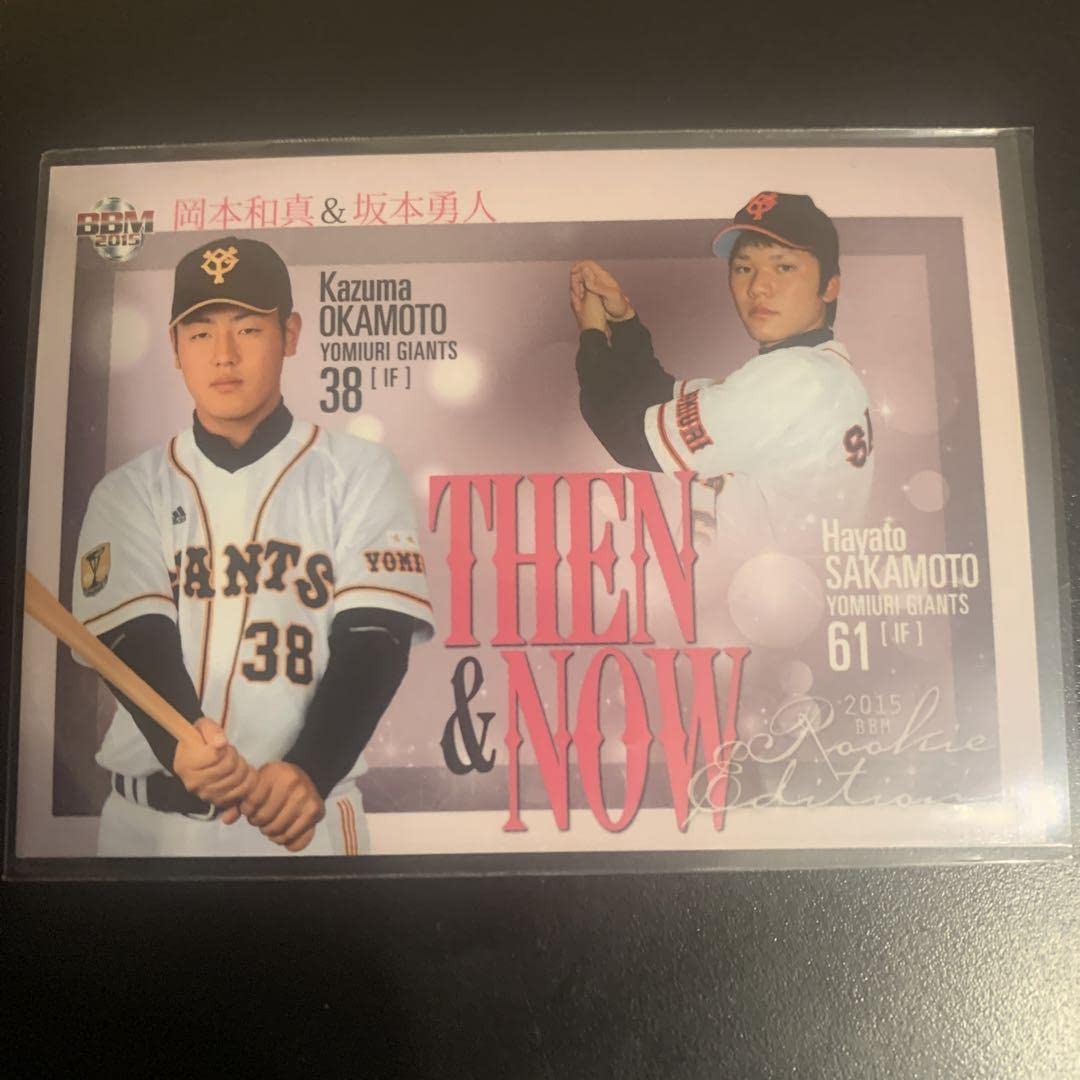 BBM
2015
岡本和真&坂本勇人
Kazuma
OKAMOTO
YOMIURI GIANTS
38 [ IF ]
ANTS
YOMI
38
THEN
& NOW
Hayato
SAKAMOTO
YOMIURI GIANTS
61 [ IF ]
2015
BBM
Rookie
Edition